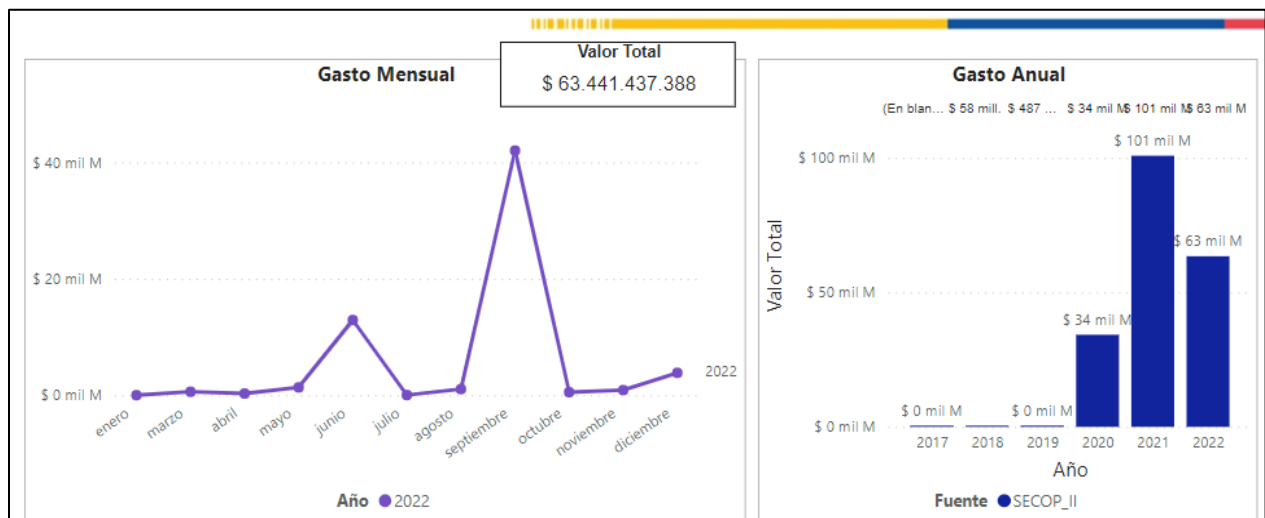 Valor Total
$ 63.441.437.388
Gasto Mensual
$ 40 mil M
$ 20 mil M
$ 0 mil M
2022
enero
marzo
abril
mayo
junio
julio
agosto
septiembre
octubre
noviembre
diciembre
Año 2022
Gasto Anual
(En blan... $ 58 mill. $ 487 ... $ 34 mil M $ 101 mil M $ 63 mil M
$ 101 mil M
$ 100 mil M
$ 63 mil M
Valor Total
$ 50 mil M
$ 34 mil M
$ 0 mil M $ 0 mil M
$ 0 mil M
2017 2018 2019 2020 2021 2022
Año
Fuente SECOP_II